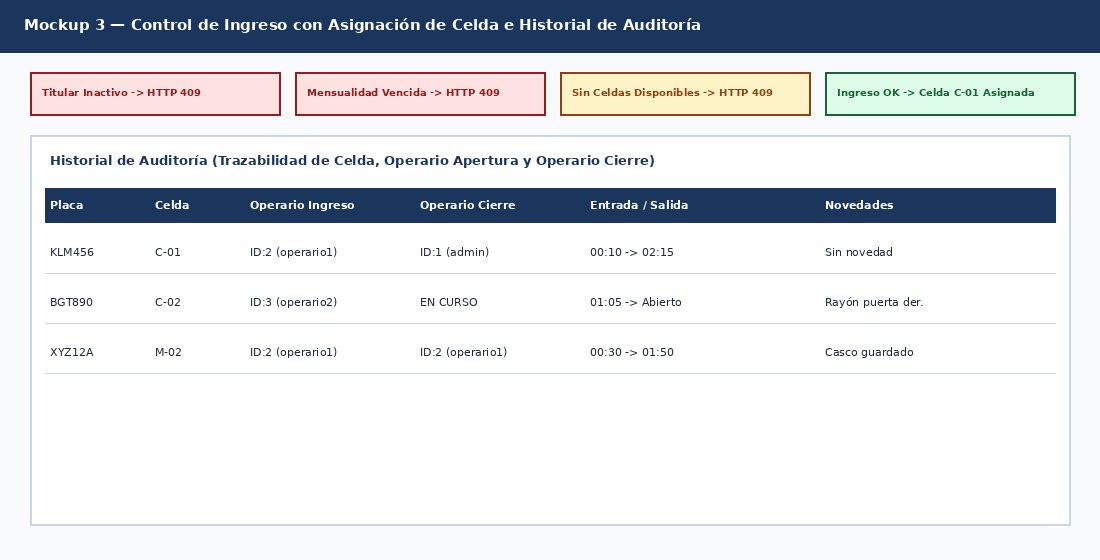 Mockup 3 — Control de Ingreso con Asignación de Celda e Historial de Auditoría
Titular Inactivo -> HTTP 409
Mensualidad Vencida -> HTTP 409
Sin Celdas Disponibles -> HTTP 409
Ingreso OK -> Celda C-01 Asignada
Historial de Auditoría (Trazabilidad de Celda, Operario Apertura y Operario Cierre)
Placa Celda Operario Ingreso Operario Cierre Entrada / Salida Novedades
KLM456 C-01 ID:2 (operario1) ID:1 (admin) 00:10 -> 02:15 Sin novedad
BGT890 C-02 ID:3 (operario2) EN CURSO 01:05 -> Abierto Rayón puerta der.
XYZ12A M-02 ID:2 (operario1) ID:2 (operario1) 00:30 -> 01:50 Casco guardado